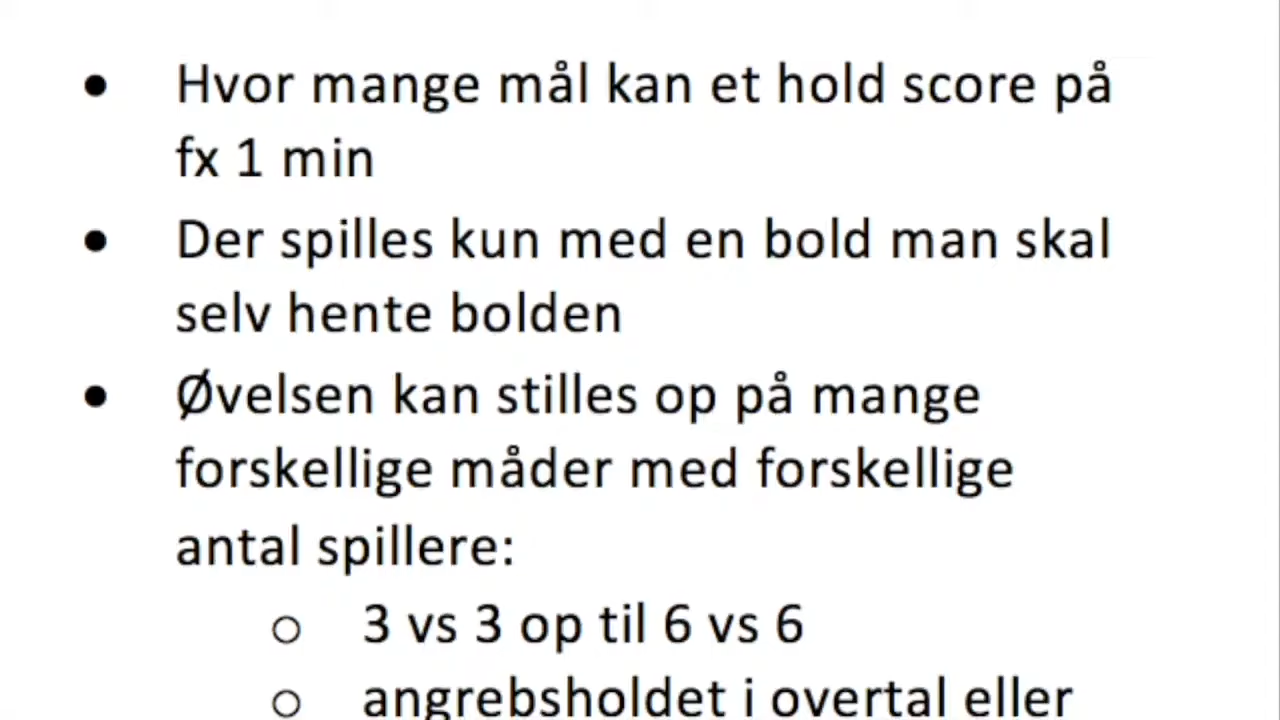 • Hvor mange mål kan et hold score på
fx 1 min
• Der spilles kun med en bold man skal
selv hente bolden
• Øvelsen kan stilles op på mange
forskellige måder med forskellige
antal spillere:
o 3 vs 3 op til 6 vs 6
o angrebsholdet i overtal eller